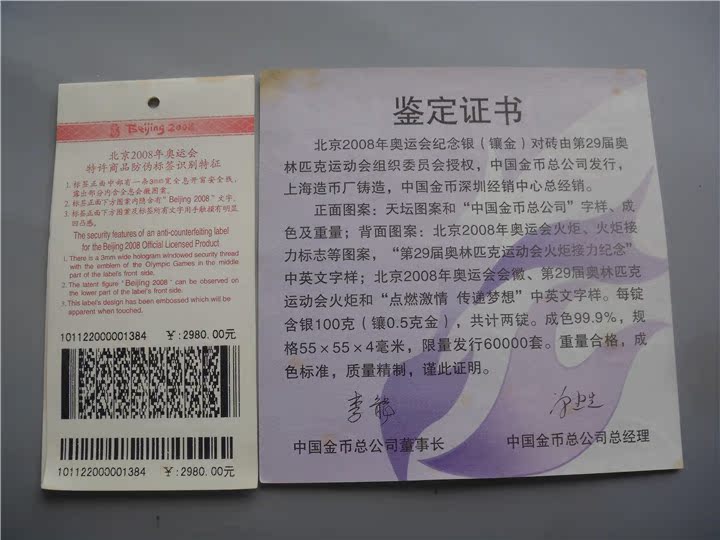 Beijing 2008
北京2008年奥运会
特许商品防伪标签识别特征
1. 标签正面中部有一条3mm宽全息开窗安全线，
露出部分内含全息会徽图案。
2. 标签正面下方图案内隐含有“Beijing 2008”文字。
3. 标签正面下方图案及标签所有文字用手触摸有明显
凹凸感。
The security features of an anti-counterfeiting label
for the Beijing 2008 Official Licensed Product
1. There is a 3mm wide hologram windowed security thread
with the emblem of the Olympic Games in the middle
part of the label's front side.
2. The latent figure "Beijing 2008" can be observed on
the lower part of the label's front side.
3. This label's design has been embossed which will be
apparent when touched.
101122000001384 ￥:2980.00元
101122000001384 ￥:2980.00元
鉴定证书
北京2008年奥运会纪念银（镶金）对砖由第29届奥
林匹克运动会组织委员会授权，中国金币总公司发行，
上海造币厂铸造，中国金币深圳经销中心总经销。
正面图案：天坛图案和“中国金币总公司”字样、成
色及重量；背面图案：北京2008年奥运会火炬、火炬接
力标志等图案，“第29届奥林匹克运动会火炬接力纪念”
中英文字样；北京2008年奥运会会徽、第29届奥林匹克
运动会火炬和“点燃激情 传递梦想”中英文字样。每锭
含银100克（镶0.5克金），共计两锭。成色99.9%，规
格55×55×4毫米，限量发行60000套。重量合格，成
色标准，质量精制，谨此证明。
中国金币总公司董事长
中国金币总公司总经理